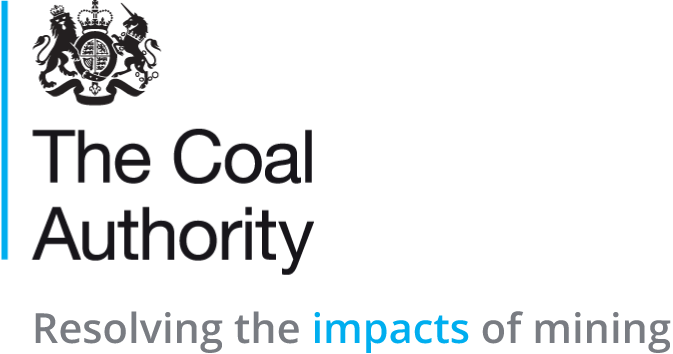 The Coal
Authority
Resolving the impacts of mining